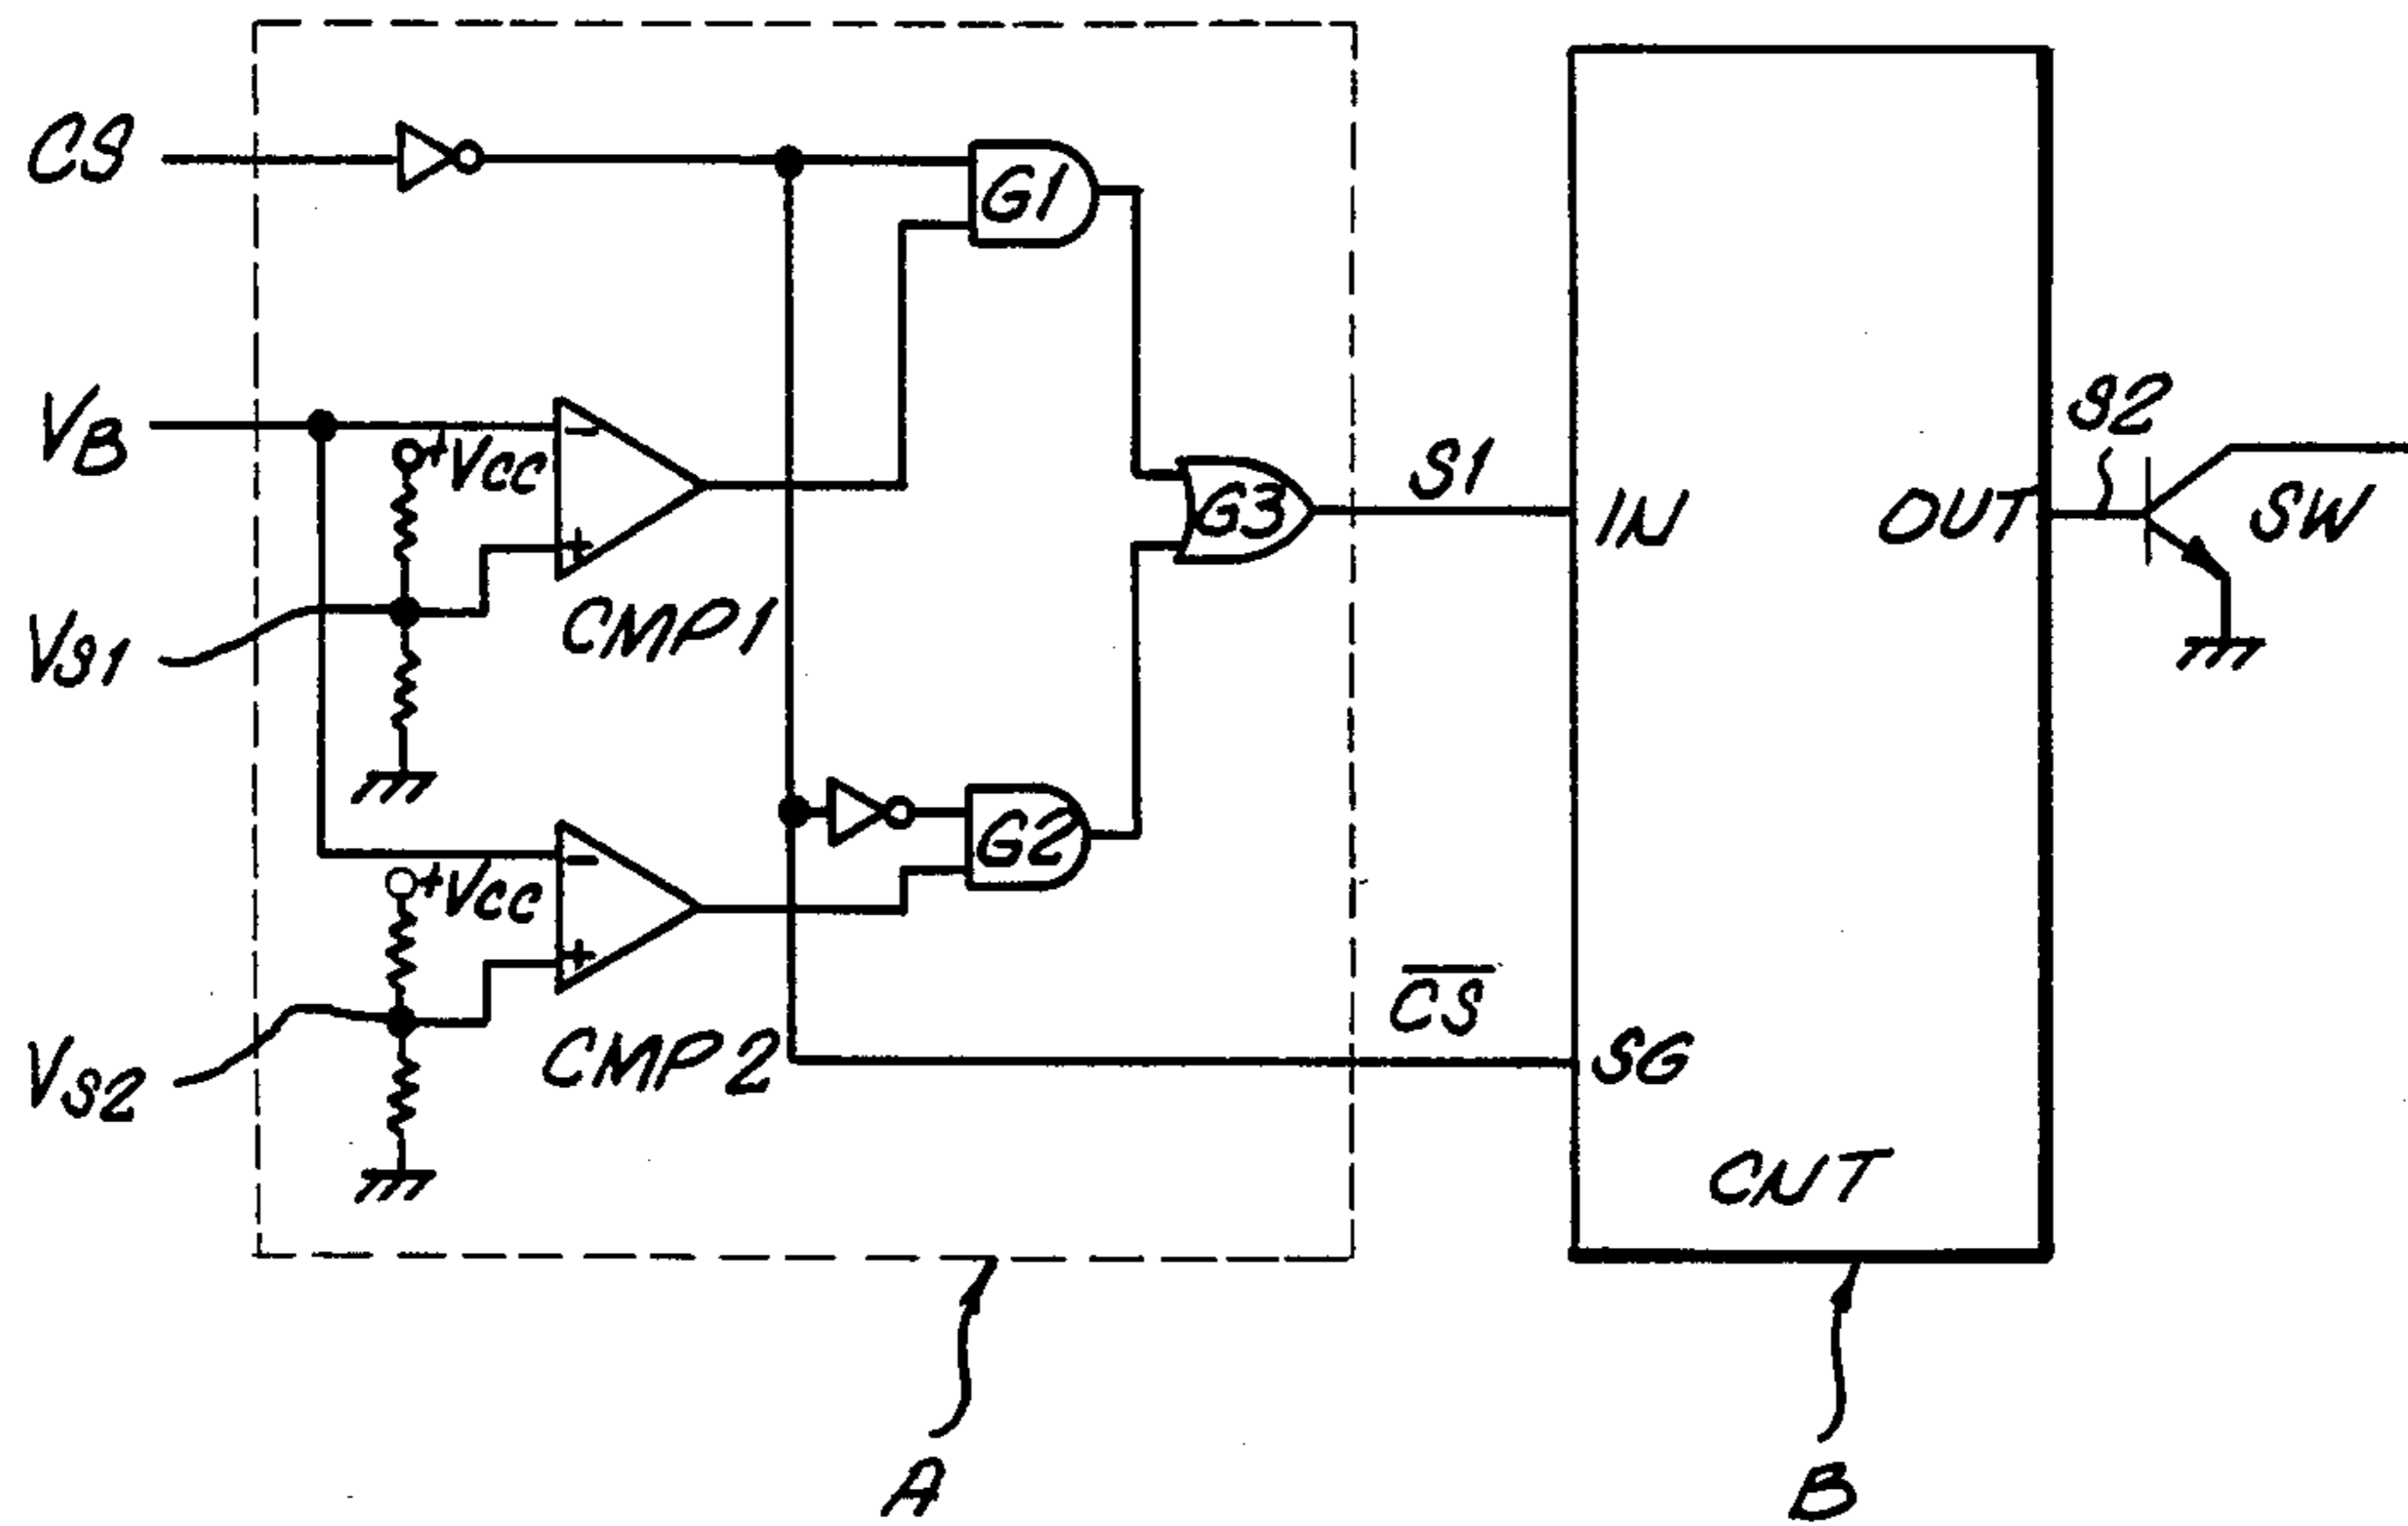 CS
G1
VB
+VCC
S1
S2
G3
IN
OUT
SW
CMP1
VS1
G2
+VCC
CS
SG
CMP2
VS2
CNT
A
B